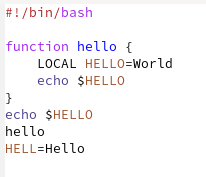 #!/bin/bash
function hello {
LOCAL HELLO=World
echo $HELLO
}
echo $HELLO
hello
HELL=Hello